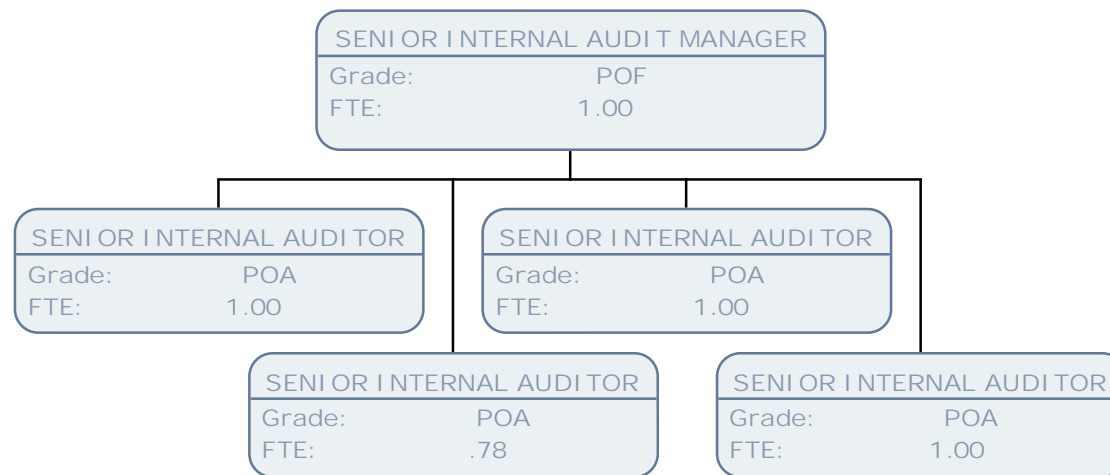 SENIOR INTERNAL AUDIT MANAGER
Grade: POF
FTE: 1.00
SENIOR INTERNAL AUDITOR
Grade: POA
FTE: 1.00
SENIOR INTERNAL AUDITOR
Grade: POA
FTE: 1.00
SENIOR INTERNAL AUDITOR
Grade: POA
FTE: .78
SENIOR INTERNAL AUDITOR
Grade: POA
FTE: 1.00